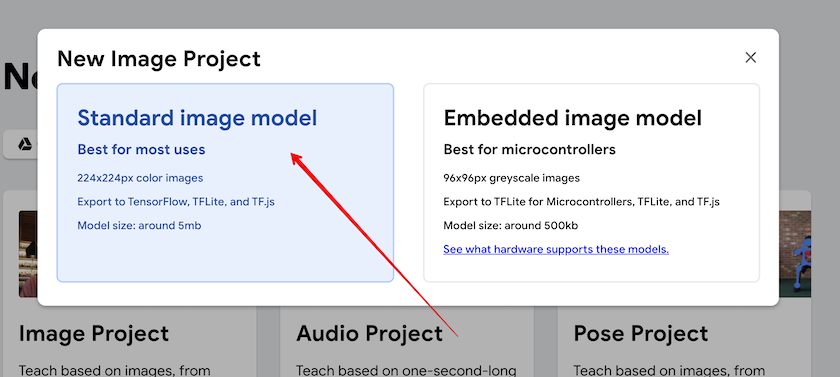 New Image Project
Standard image model
Best for most uses
224x224px color images
Export to TensorFlow, TFLite, and TF.js
Model size: around 5mb
Embedded image model
Best for microcontrollers
96x96px greyscale images
Export to TFLite for Microcontrollers, TFLite, and TF.js
Model size: around 500kb
See what hardware supports these models.
Image Project
Audio Project
Pose Project
Teach based on images, from
Teach based on one-second-long
Teach based on images, from